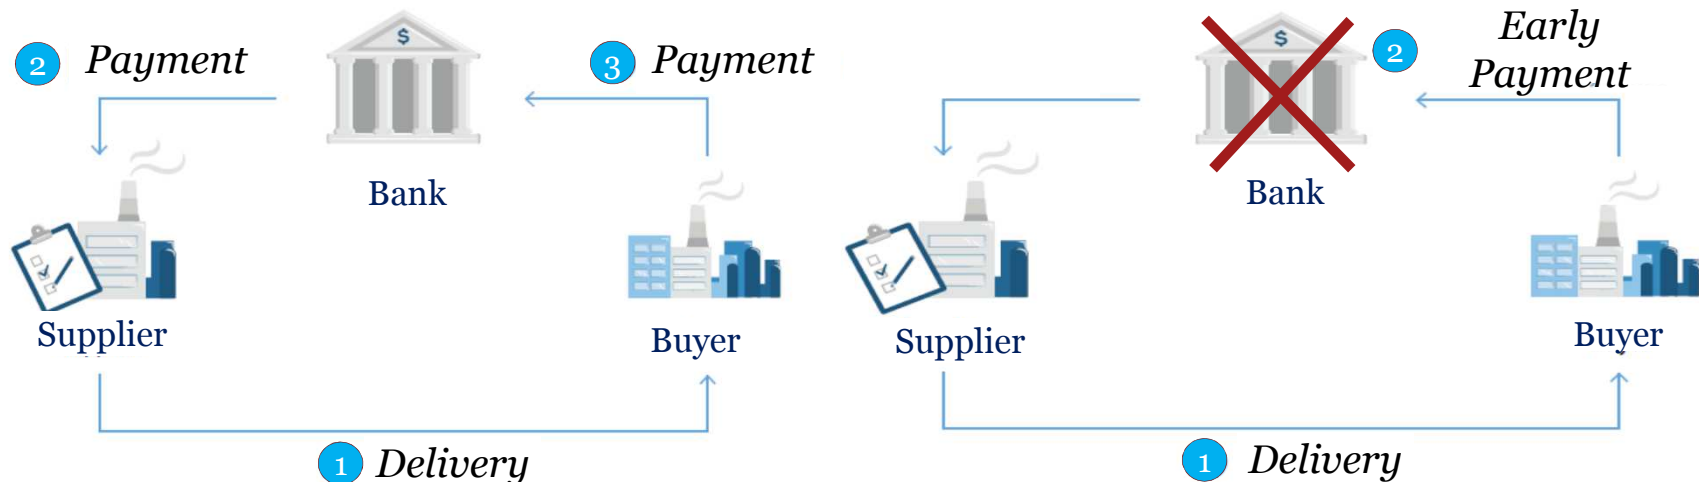 2 Payment
$
3 Payment
Bank
Supplier
Buyer
1 Delivery
$
2
Early
Payment
Bank
Supplier
Buyer
1 Delivery